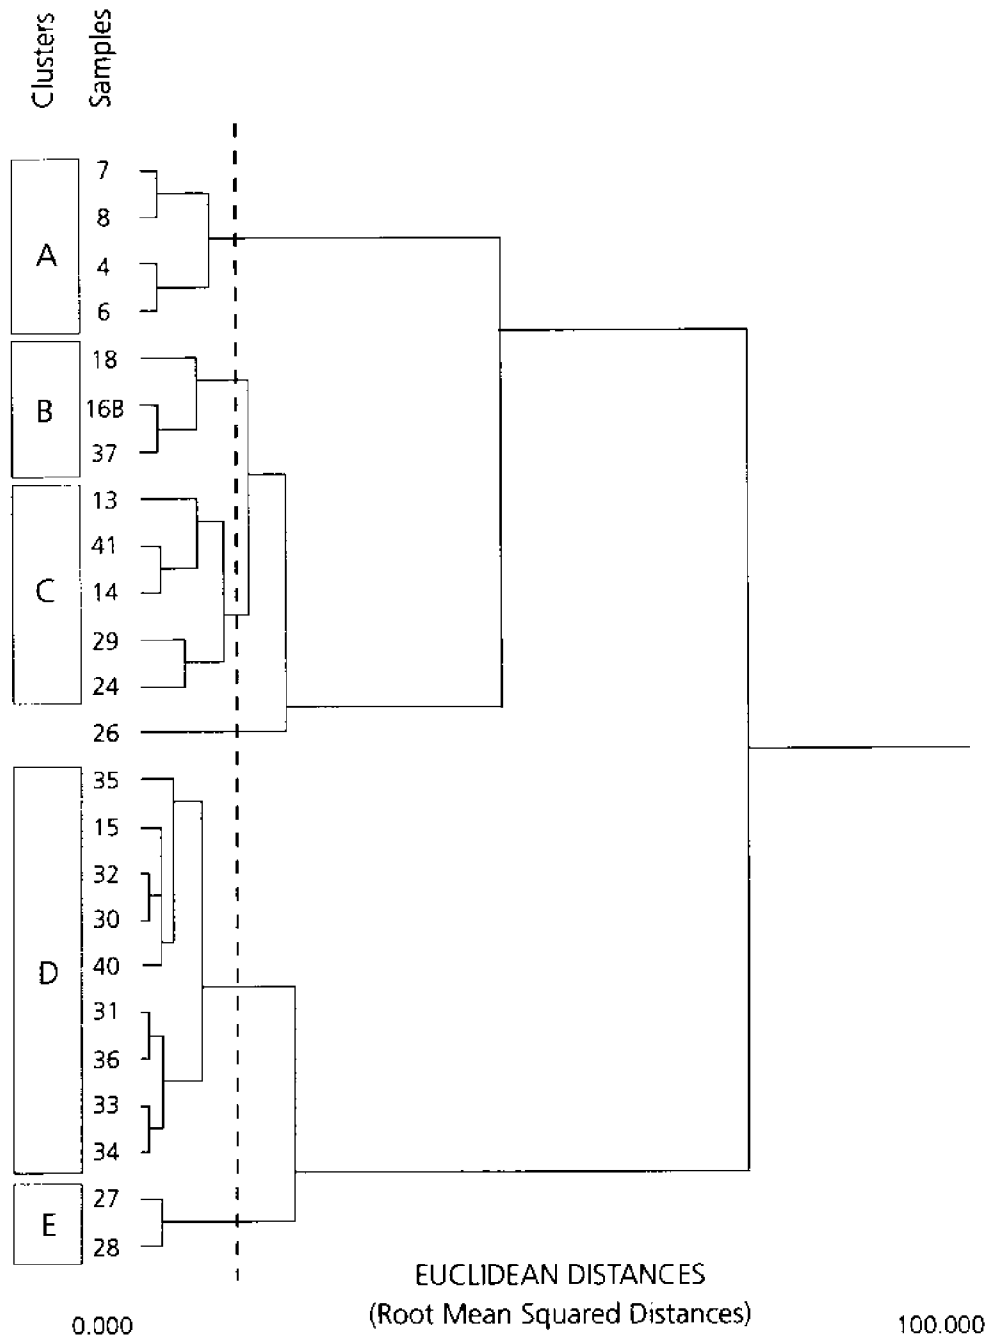 Clusters
Samples
7
8
A
4
6
18
B
16B
37
13
41
C
14
29
24
26
35
15
32
30
D
40
31
36
33
34
27
E
28
EUCLIDEAN DISTANCES
(Root Mean Squared Distances)
0.000
100.000